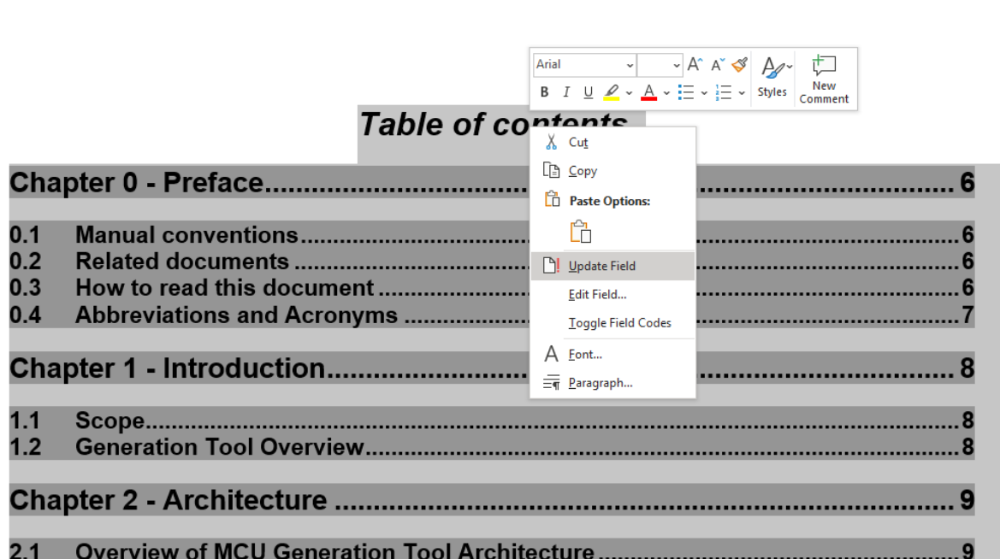 Arial
A A
Styles
New
Comment
B I U A
Table of contents
Cut
Copy
Paste Options:
Update Field
Edit Field...
Toggle Field Codes
A Font...
Paragraph...
Chapter 0 - Preface 6
0.1 Manual conventions 6
0.2 Related documents 6
0.3 How to read this document 6
0.4 Abbreviations and Acronyms 7
Chapter 1 - Introduction 8
1.1 Scope 8
1.2 Generation Tool Overview 8
Chapter 2 - Architecture 9
2.1 Overview of MCU Generation Tool Architecture 9